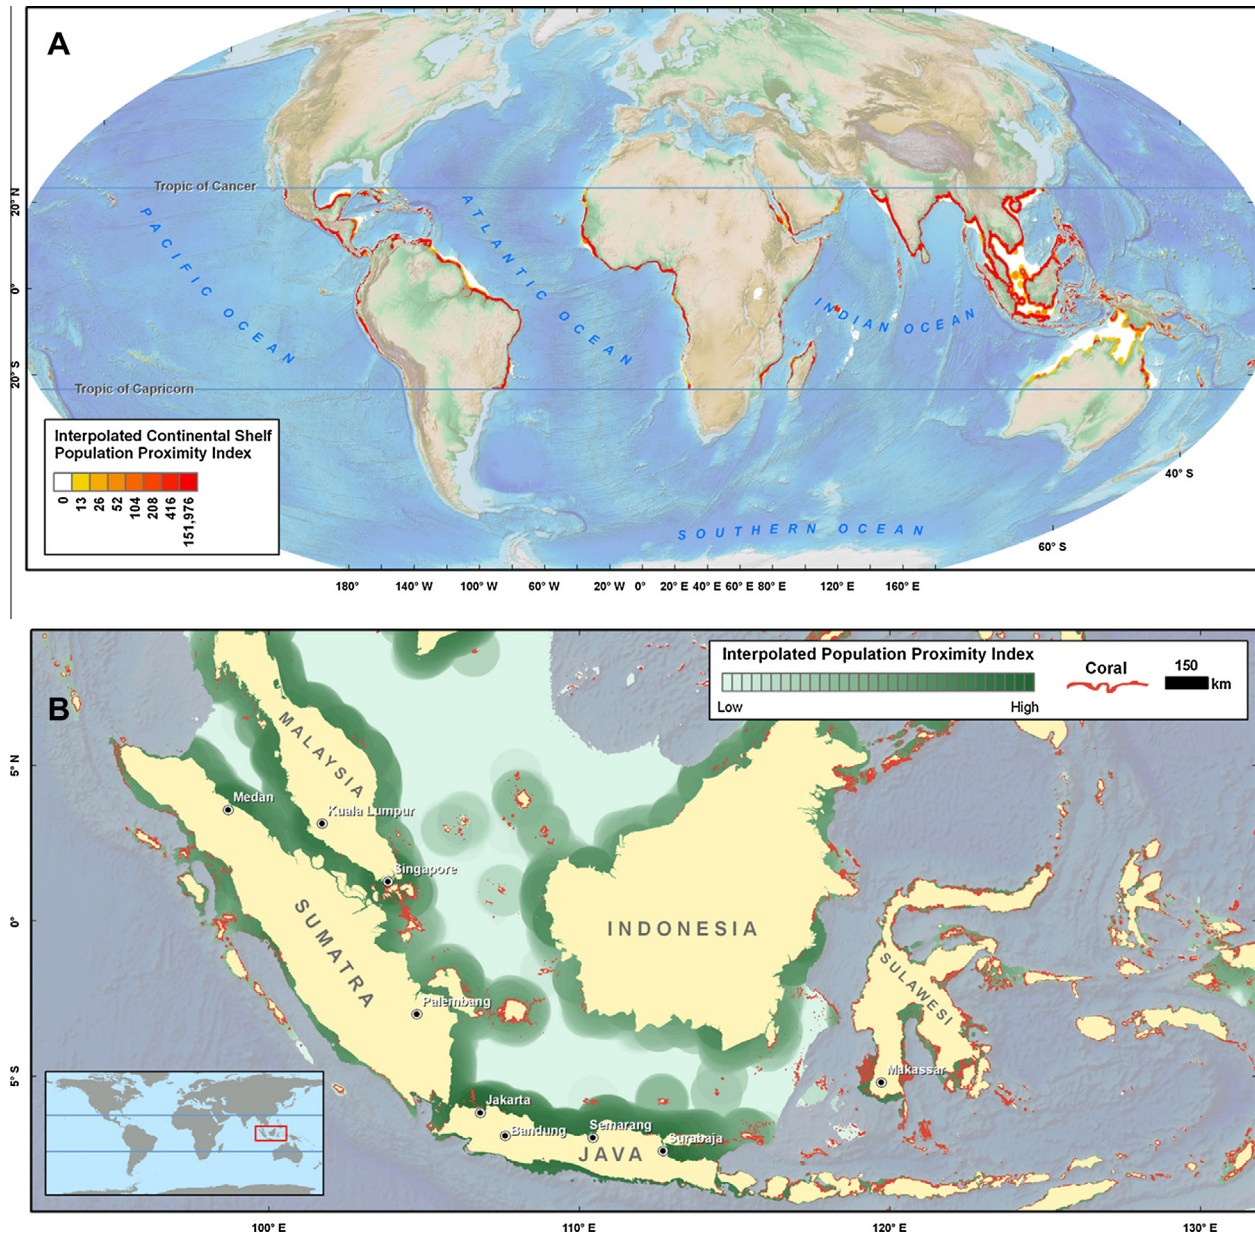 A
Tropic of Cancer
20° N
0°
20° S
PACIFIC OCEAN
ATLANTIC OCEAN
INDIAN OCEAN
Tropic of Capricorn
SOUTHERN OCEAN
40° S
60° S
Interpolated Continental Shelf
Population Proximity Index
0
13
26
52
104
208
416
151,976
180° 140° W 100° W 60° W 20° W 0° 20° E 40° E 60° E 80° E 120° E 160° E
B
Interpolated Population Proximity Index
Low High
Coral
150
km
5° N
0°
5° S
MALAYSIA
Medan
Kuala Lumpur
Singapore
SUMATRA
INDONESIA
SULAWESI
Palembang
Makassar
Jakarta
Bandung
Semarang
Surabaja
JAVA
100° E 110° E 120° E 130° E